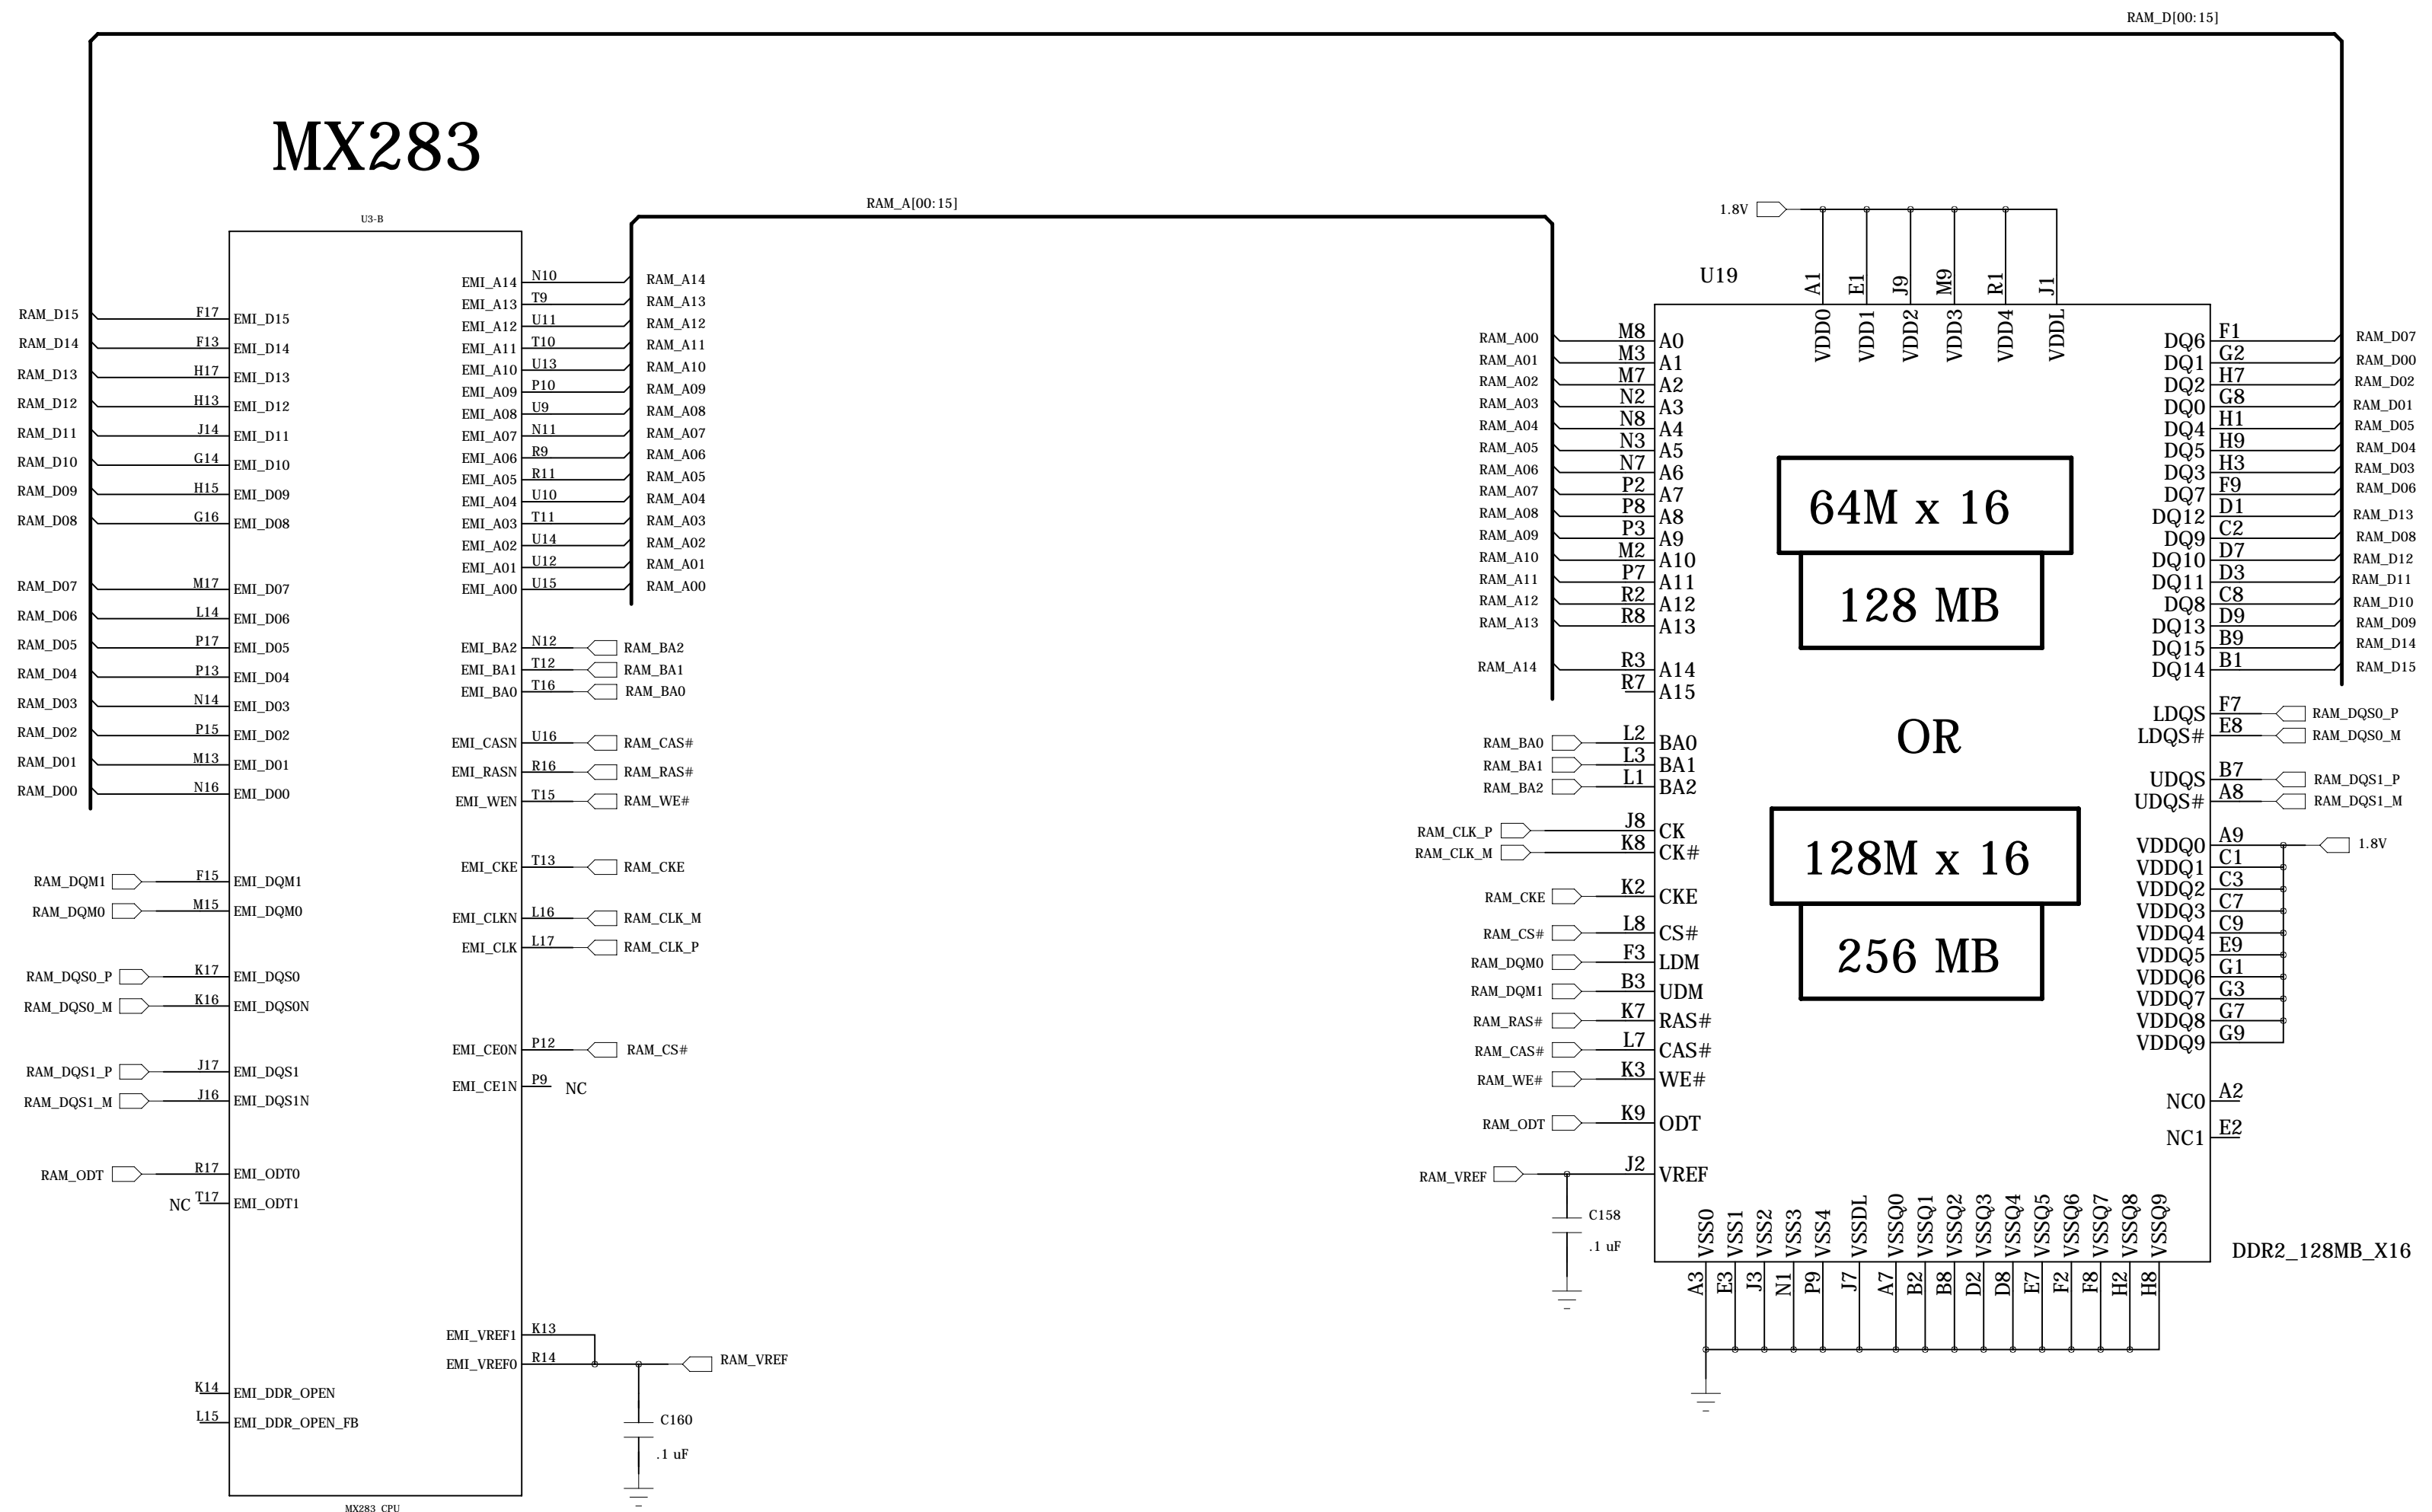 RAM_D[00:15]
MX283
RAM_A[00:15]
U3-B
RAM_D15 F17 EMI_D15
RAM_D14 F13 EMI_D14
RAM_D13 H17 EMI_D13
RAM_D12 H13 EMI_D12
RAM_D11 J14 EMI_D11
RAM_D10 G14 EMI_D10
RAM_D09 H15 EMI_D09
RAM_D08 G16 EMI_D08
RAM_D07 M17 EMI_D07
RAM_D06 L14 EMI_D06
RAM_D05 P17 EMI_D05
RAM_D04 P13 EMI_D04
RAM_D03 N14 EMI_D03
RAM_D02 P15 EMI_D02
RAM_D01 M13 EMI_D01
RAM_D00 N16 EMI_D00
RAM_DQM1 F15 EMI_DQM1
RAM_DQM0 M15 EMI_DQM0
RAM_DQS0_P K17 EMI_DQS0
RAM_DQS0_M K16 EMI_DQS0N
RAM_DQS1_P J17 EMI_DQS1
RAM_DQS1_M J16 EMI_DQS1N
RAM_ODT R17 EMI_ODT0
NC T17 EMI_ODT1
K14 EMI_DDR_OPEN
L15 EMI_DDR_OPEN_FB
EMI_A14 N10 RAM_A14
EMI_A13 T9 RAM_A13
EMI_A12 U11 RAM_A12
EMI_A11 T10 RAM_A11
EMI_A10 U13 RAM_A10
EMI_A09 P10 RAM_A09
EMI_A08 U9 RAM_A08
EMI_A07 N11 RAM_A07
EMI_A06 R9 RAM_A06
EMI_A05 R11 RAM_A05
EMI_A04 U10 RAM_A04
EMI_A03 T11 RAM_A03
EMI_A02 U14 RAM_A02
EMI_A01 U12 RAM_A01
EMI_A00 U15 RAM_A00
EMI_BA2 N12 RAM_BA2
EMI_BA1 T12 RAM_BA1
EMI_BA0 T16 RAM_BA0
EMI_CASN U16 RAM_CAS#
EMI_RASN R16 RAM_RAS#
EMI_WEN T15 RAM_WE#
EMI_CKE T13 RAM_CKE
EMI_CLKN L16 RAM_CLK_M
EMI_CLK L17 RAM_CLK_P
EMI_CE0N P12 RAM_CS#
EMI_CE1N P9 NC
EMI_VREF1 K13
EMI_VREF0 R14 RAM_VREF
C160
.1 uF
MX283_CPU
1.8V
U19
A1 E1 J9 M9 R1 J1
VDD0 VDD1 VDD2 VDD3 VDD4 VDDL
RAM_A00 M8 A0
RAM_A01 M3 A1
RAM_A02 M7 A2
RAM_A03 N2 A3
RAM_A04 N8 A4
RAM_A05 N3 A5
RAM_A06 N7 A6
RAM_A07 P2 A7
RAM_A08 P8 A8
RAM_A09 P3 A9
RAM_A10 M2 A10
RAM_A11 P7 A11
RAM_A12 R2 A12
RAM_A13 R8 A13
RAM_A14 R3 A14
R7 A15
RAM_BA0 L2 BA0
RAM_BA1 L3 BA1
RAM_BA2 L1 BA2
RAM_CLK_P J8 CK
RAM_CLK_M K8 CK#
RAM_CKE K2 CKE
RAM_CS# L8 CS#
RAM_DQM0 F3 LDM
RAM_DQM1 B3 UDM
RAM_RAS# K7 RAS#
RAM_CAS# L7 CAS#
RAM_WE# K3 WE#
RAM_ODT K9 ODT
RAM_VREF J2 VREF
C158
.1 uF
64M x 16
128 MB
OR
128M x 16
256 MB
DQ6 F1 RAM_D07
DQ1 G2 RAM_D00
DQ2 H7 RAM_D02
DQ0 G8 RAM_D01
DQ4 H1 RAM_D05
DQ5 H9 RAM_D04
DQ3 H3 RAM_D03
DQ7 F9 RAM_D06
DQ12 D1 RAM_D13
DQ9 C2 RAM_D08
DQ10 D7 RAM_D12
DQ11 D3 RAM_D11
DQ8 C8 RAM_D10
DQ13 D9 RAM_D09
DQ15 B9 RAM_D14
DQ14 B1 RAM_D15
LDQS F7 RAM_DQS0_P
LDQS# E8 RAM_DQS0_M
UDQS B7 RAM_DQS1_P
UDQS# A8 RAM_DQS1_M
VDDQ0 A9 1.8V
VDDQ1 C1
VDDQ2 C3
VDDQ3 C7
VDDQ4 C9
VDDQ5 E9
VDDQ6 G1
VDDQ7 G3
VDDQ8 G7
VDDQ9 G9
NC0 A2
NC1 E2
VSS0 VSS1 VSS2 VSS3 VSS4 VSSDL VSSQ0 VSSQ1 VSSQ2 VSSQ3 VSSQ4 VSSQ5 VSSQ6 VSSQ7 VSSQ8 VSSQ9
A3 E3 J3 N1 P9 J7 A7 B2 B8 D2 D8 E7 F2 F8 H2 H8
DDR2_128MB_X16